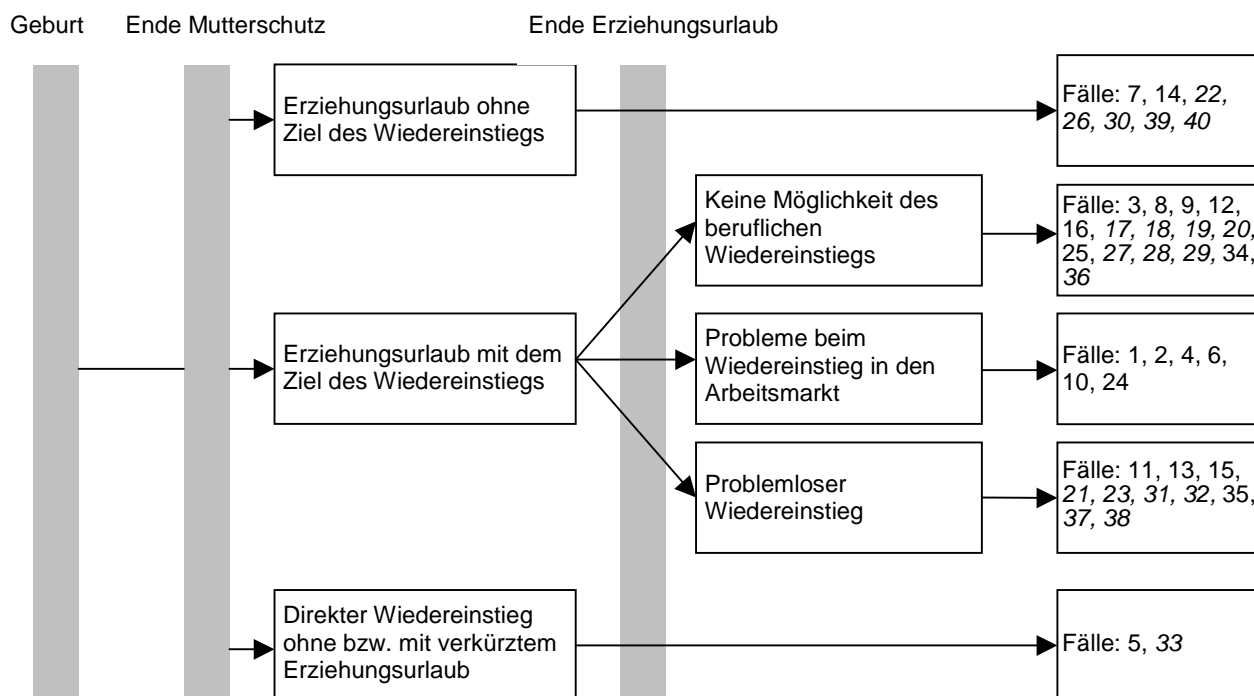 Geburt
Ende Mutterschutz
Ende Erziehungsurlaub
Erziehungsurlaub ohne
Ziel des Wiedereinstiegs
Fälle: 7, 14, 22,
26, 30, 39, 40
Keine Möglichkeit des
beruflichen
Wiedereinstiegs
Fälle: 3, 8, 9, 12,
16, 17, 18, 19, 20,
25, 27, 28, 29, 34,
36
Erziehungsurlaub mit dem
Ziel des Wiedereinstiegs
Probleme beim
Wiedereinstieg in den
Arbeitsmarkt
Fälle: 1, 2, 4, 6,
10, 24
Problemloser
Wiedereinstieg
Fälle: 11, 13, 15,
21, 23, 31, 32, 35,
37, 38
Direkter Wiedereinstieg
ohne bzw. mit verkürztem
Erziehungsurlaub
Fälle: 5, 33